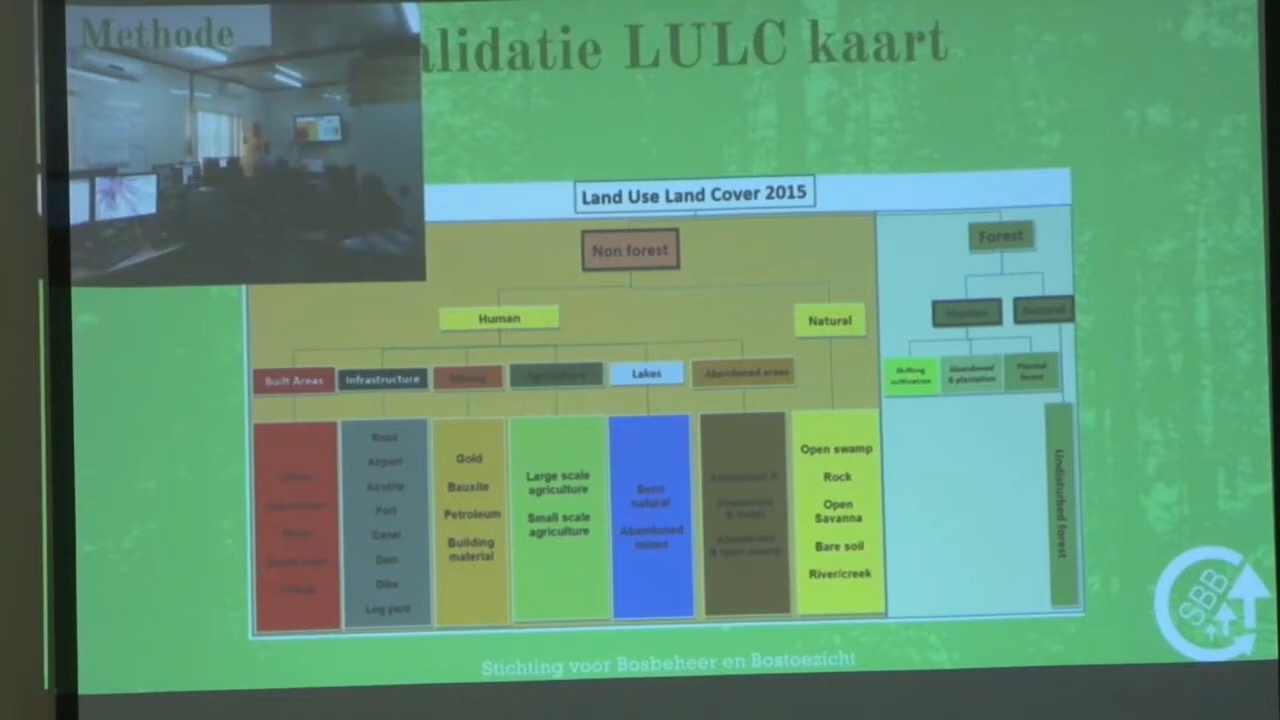 Methode
alidatie LULC kaart
Land Use Land Cover 2015
Non forest
Forest
Human
Natural
Human
Natural
Built Areas
Infrastructure
Mining
Agriculture
Lakes
Abandoned areas
Shifting
cultivation
Abandoned
& plantation
Planted
forest
Road
Airport
Airstrip
Port
Canal
Dam
Dike
Log yard
Gold
Bauxite
Petroleum
Building
material
Large scale
agriculture
Small scale
agriculture
Semi
natural
Abandoned
mines
Open swamp
Rock
Open
Savanna
Bare soil
River/creek
Undisturbed forest
SBB
Stichting voor Bosbeheer en Bostoezicht